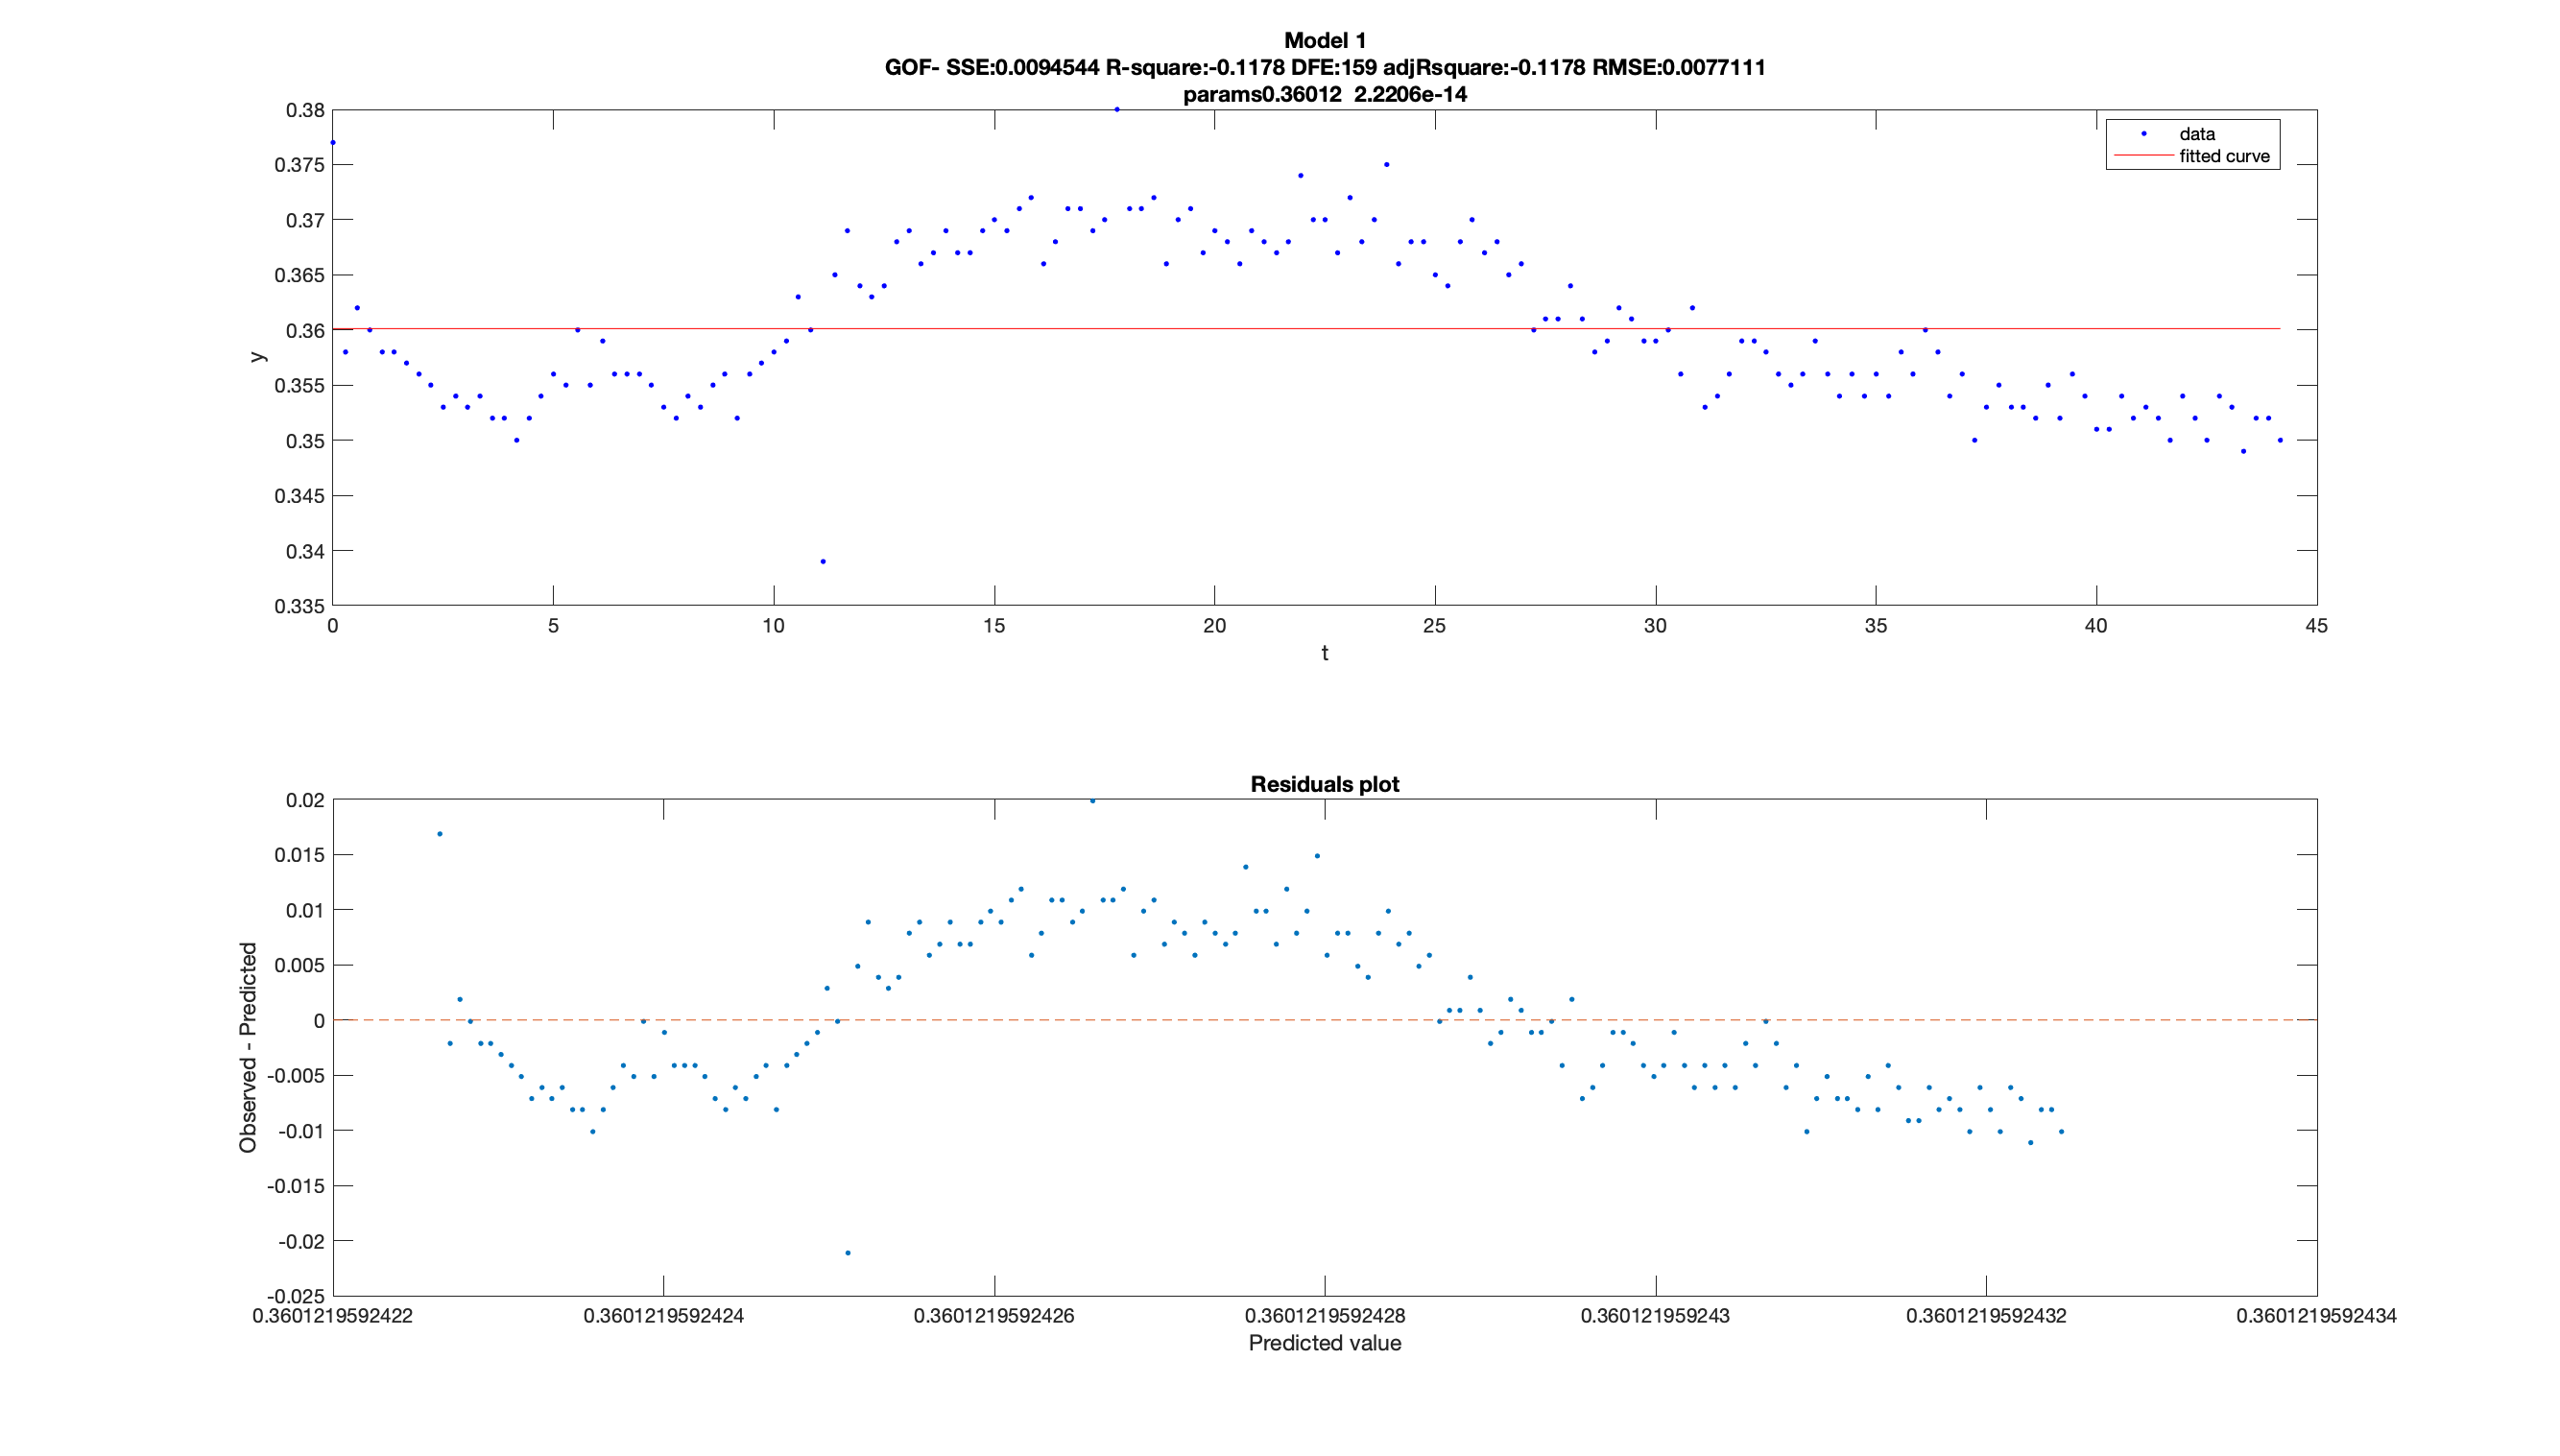 Model 1
GOF- SSE:0.0094544 R-square:-0.1178 DFE:159 adjRsquare:-0.1178 RMSE:0.0077111
params0.36012  2.2206e-14
0.38
0.375
0.37
0.365
0.36
0.355
0.35
0.345
0.34
0.335
y
data
fitted curve
0 5 10 15 20 25 30 35 40 45
t
Residuals plot
0.02
0.015
0.01
0.005
0
-0.005
-0.01
-0.015
-0.02
-0.025
Observed - Predicted
0.3601219592422 0.3601219592424 0.3601219592426 0.3601219592428 0.360121959243 0.3601219592432 0.3601219592434
Predicted value